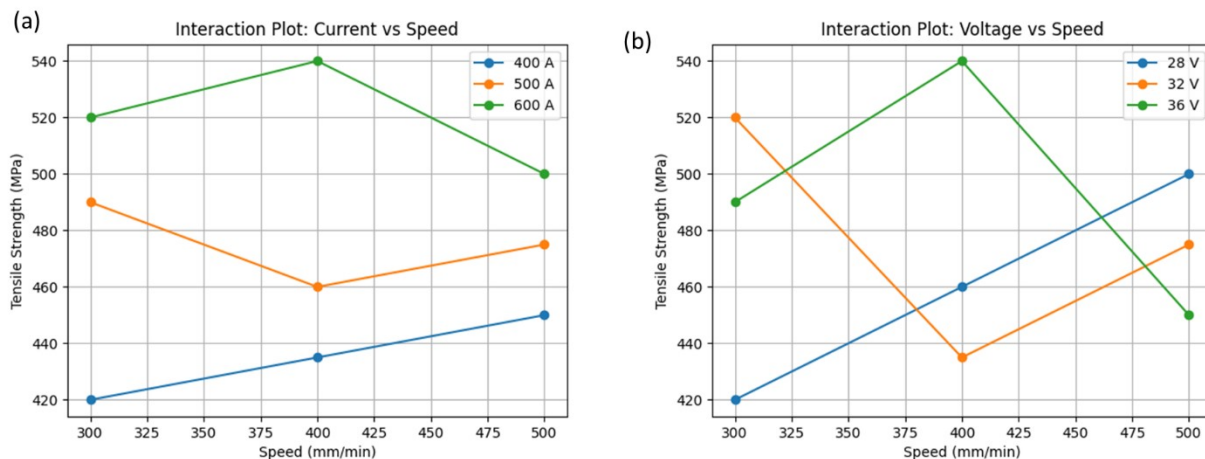 (a)
Interaction Plot: Current vs Speed
540
520
500
480
460
440
420
Tensile Strength (MPa)
400 A
500 A
600 A
300 325 350 375 400 425 450 475 500
Speed (mm/min)
(b)
Interaction Plot: Voltage vs Speed
540
520
500
480
460
440
420
Tensile Strength (MPa)
28 V
32 V
36 V
300 325 350 375 400 425 450 475 500
Speed (mm/min)